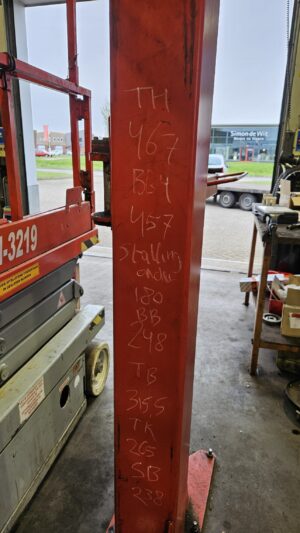 TH
467
BB4
457
Stalling
onder
180
BB
248
TB
315,5
TK
265
SB
238
-3219
Simon de Wit